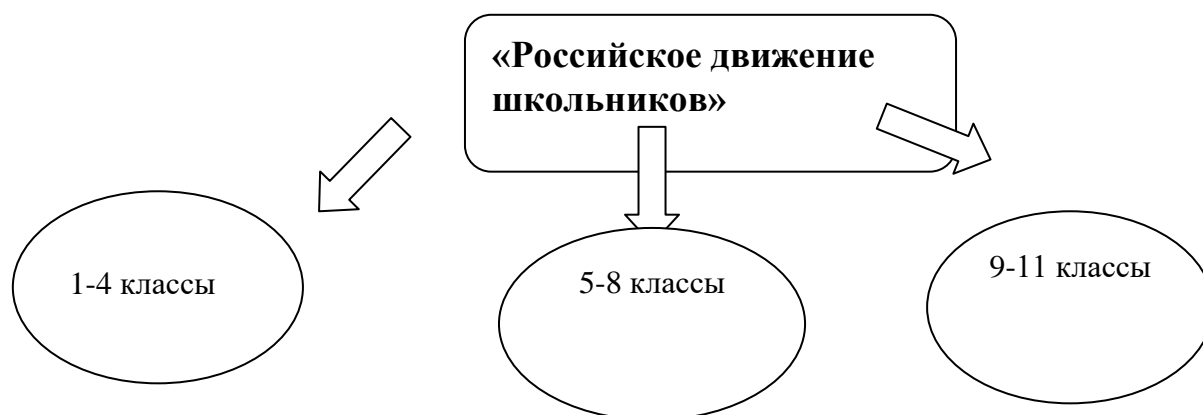 «Российское движение
школьников»
1-4 классы
5-8 классы
9-11 классы